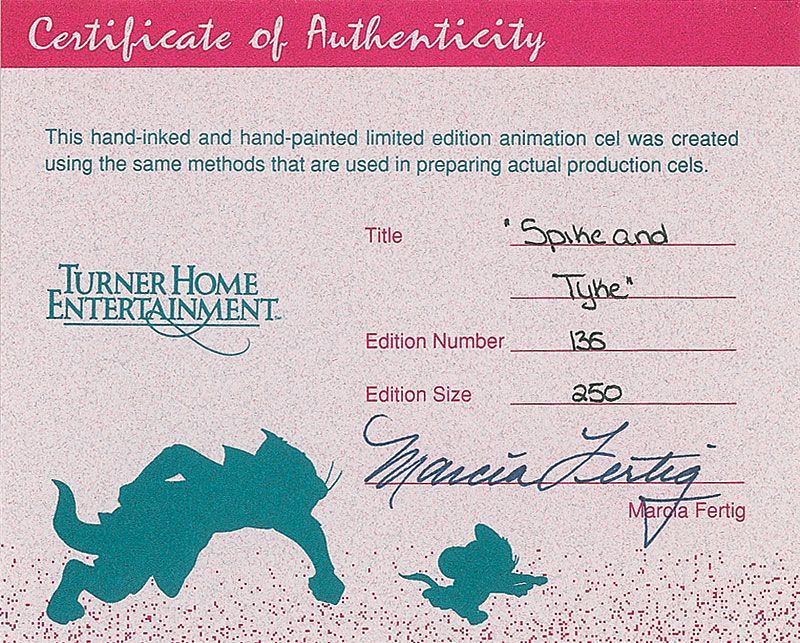 Certificate of Authenticity
This hand-inked and hand-painted limited edition animation cel was created
using the same methods that are used in preparing actual production cels.
Title "Spike and
Tyke"
TURNER HOME
ENTERTAINMENT™
Edition Number 136
Edition Size 250
Marcia Fertig
Marcia Fertig